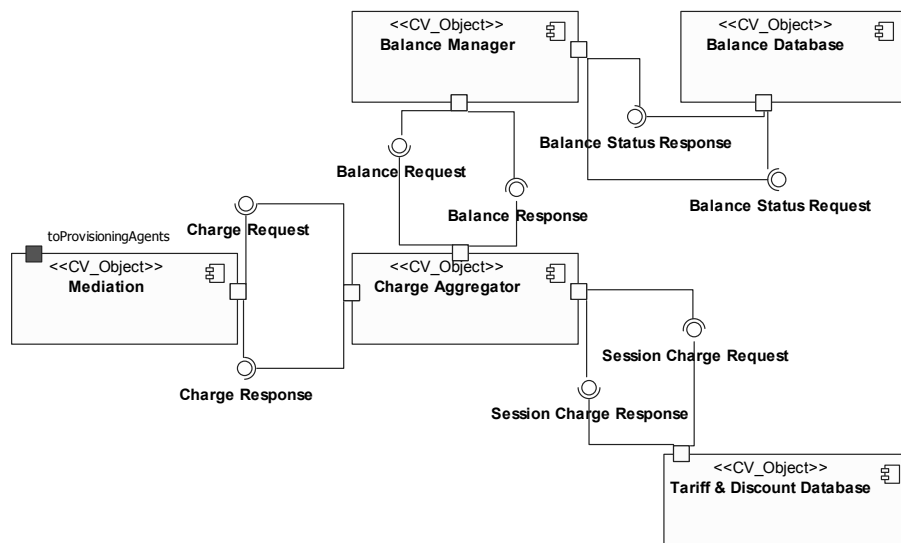 <<CV_Object>>
Balance Manager
<<CV_Object>>
Balance Database
Balance Status Response
Balance Request
Balance Status Request
Balance Response
Charge Request
toProvisioningAgents
<<CV_Object>>
Mediation
<<CV_Object>>
Charge Aggregator
Session Charge Request
Charge Response
Session Charge Response
<<CV_Object>>
Tariff & Discount Database